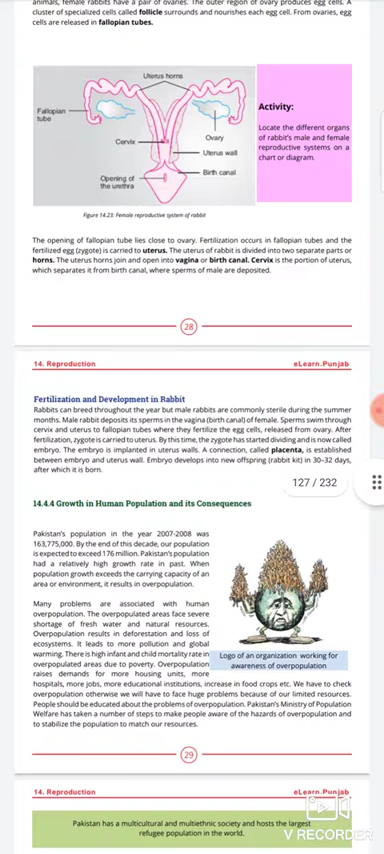 animals, female rabbits have a pair of ovaries. The outer region of ovary produces egg cells. A
cluster of specialized cells called follicle surrounds and nourishes each egg cell. From ovaries, egg
cells are released in fallopian tubes.
Uterus horns
Fallopian
tube
Cervix
Ovary
Uterus wall
Birth canal
Opening of
the urethra
Activity:
Locate the different organs
of rabbit's male and female
reproductive systems on a
chart or diagram.
Figure 14.23: Female reproductive system of rabbit
The opening of fallopian tube lies close to ovary. Fertilization occurs in fallopian tubes and the
fertilized egg (zygote) is carried to uterus. The uterus of rabbit is divided into two separate parts or
horns. The uterus horns join and open into vagina or birth canal. Cervix is the portion of uterus,
which separates it from birth canal, where sperms of male are deposited.
28
14. Reproduction
eLearn.Punjab
Fertilization and Development in Rabbit
Rabbits can breed throughout the year but male rabbits are commonly sterile during the summer
months. Male rabbit deposits its sperms in the vagina (birth canal) of female. Sperms swim through
cervix and uterus to fallopian tubes where they fertilize the egg cells, released from ovary. After
fertilization, zygote is carried to uterus. By this time, the zygote has started dividing and is now called
embryo. The embryo is implanted in uterus walls. A connection, called placenta, is established
between embryo and uterus wall. Embryo develops into new offspring (rabbit kit) in 30–32 days,
after which it is born.
127 / 232
14.4.4 Growth in Human Population and its Consequences
Pakistan's population in the year 2007-2008 was
163,775,000. By the end of this decade, our population
is expected to exceed 176 million. Pakistan's population
had a relatively high growth rate in past. When
population growth exceeds the carrying capacity of an
area or environment, it results in overpopulation.
Many problems are associated with human
overpopulation. The overpopulated areas face severe
shortage of fresh water and natural resources.
Overpopulation results in deforestation and loss of
ecosystems. It leads to more pollution and global
warming. There is high infant and child mortality rate in
overpopulated areas due to poverty. Overpopulation
raises demands for more housing units, more
Logo of an organization working for
awareness of overpopulation
hospitals, more jobs, more educational institutions, increase in food crops etc. We have to check
overpopulation otherwise we will have to face huge problems because of our limited resources.
People should be educated about the problems of overpopulation. Pakistan's Ministry of Population
Welfare has taken a number of steps to make people aware of the hazards of overpopulation and
to stabilize the population to match our resources.
29
14. Reproduction
eLearn.Punjab
Pakistan has a multicultural and multiethnic society and hosts the largest
refugee population in the world.
V RECORDER